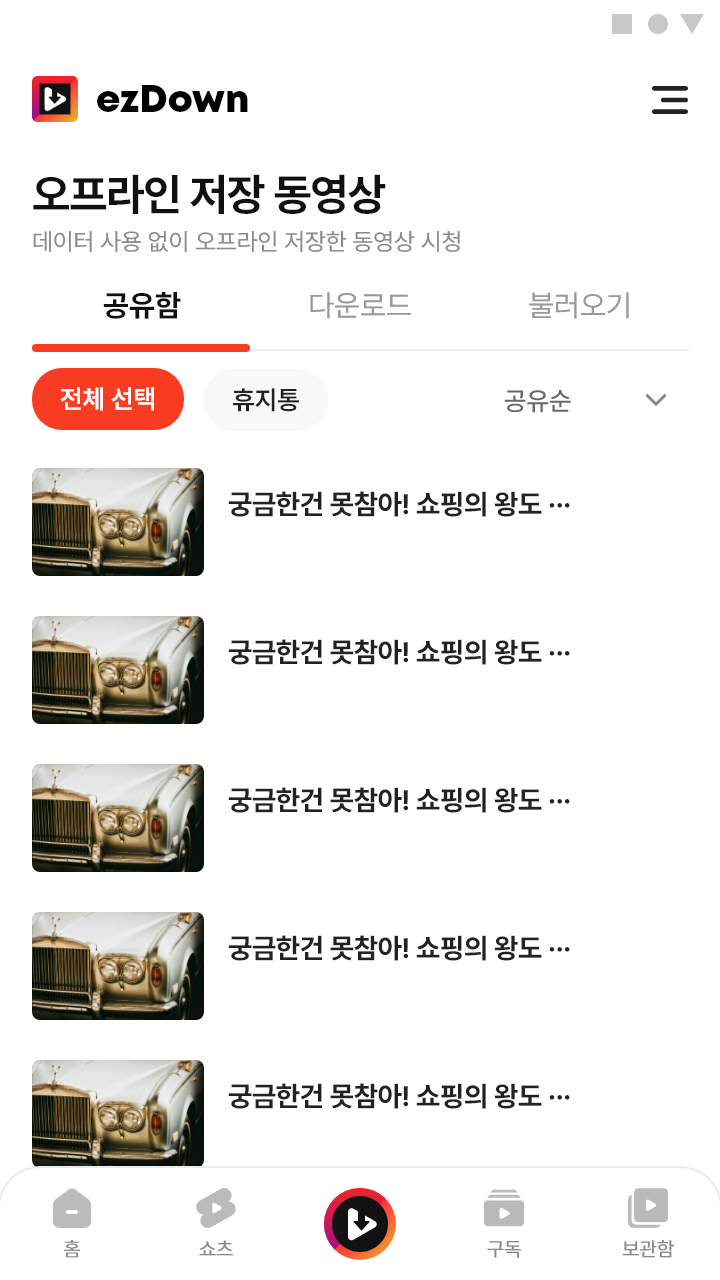 ezDown
오프라인 저장 동영상
데이터 사용 없이 오프라인 저장한 동영상 시청
공유함 다운로드 불러오기
전체 선택 휴지통 공유순
궁금한건 못참아! 쇼핑의 왕도 ···
궁금한건 못참아! 쇼핑의 왕도 ···
궁금한건 못참아! 쇼핑의 왕도 ···
궁금한건 못참아! 쇼핑의 왕도 ···
궁금한건 못참아! 쇼핑의 왕도 ···
홈 쇼츠 구독 보관함